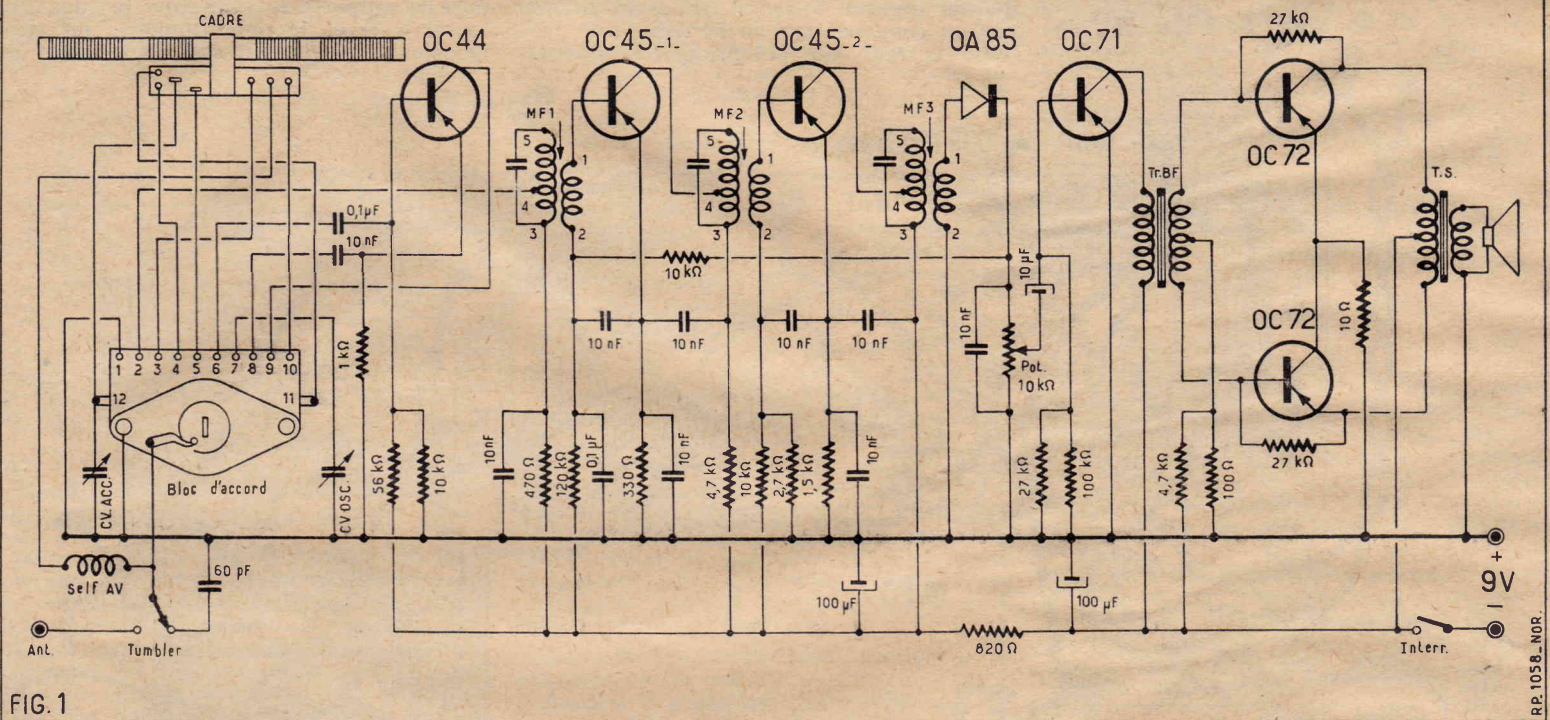 CADRE
OC44
OC45_1_
OC45_2_
OA85
OC71
27 kΩ
OC72
MF1
5
4
3
1
2
MF2
5
4
3
1
2
MF3
5
4
3
1
2
Tr.BF
T.S.
0,1µF
10 nF
10 kΩ
10 nF
10 nF
10 nF
10 nF
10 nF
10 µF
Pot.
10 kΩ
OC72
10 Ω
27 kΩ
1 2 3 4 5 6 7 8 9 10
12
11
1 kΩ
Bloc d'accord
CV. ACC.
CV OSC.
56 kΩ
10 kΩ
10nF
470 Ω
120 kΩ
0,1 µF
330 Ω
10 nF
4,7 kΩ
10 kΩ
2,7 kΩ
1,5 kΩ
10 nF
27 kΩ
100 kΩ
4,7 kΩ
100 Ω
Self AV
60 pF
100 µF
100 µF
820 Ω
+
9V
–
Ant.
Tumbler
Interr.
FIG. 1
RP. 1058_NOR.